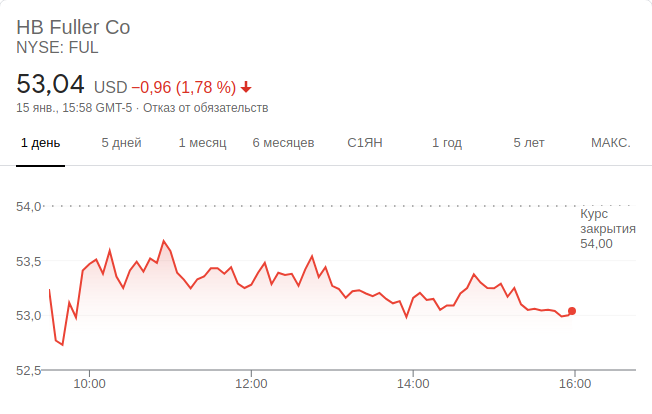 HB Fuller Co
NYSE: FUL
53,04 USD −0,96 (1,78 %)
15 янв., 15:58 GMT-5 · Отказ от обязательств
1 день 5 дней 1 месяц 6 месяцев С1ЯН 1 год 5 лет МАКС.
54,0
Курс
закрытия
54,00
53,5
53,0
52,5
10:00 12:00 14:00 16:00